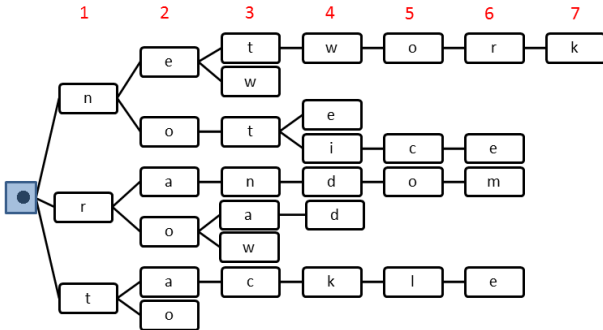 1 2 3 4 5 6 7
t w o r k
e
w
n
e
o t
i c e
a n d o m
r
a d
o
w
a c k l e
t
o